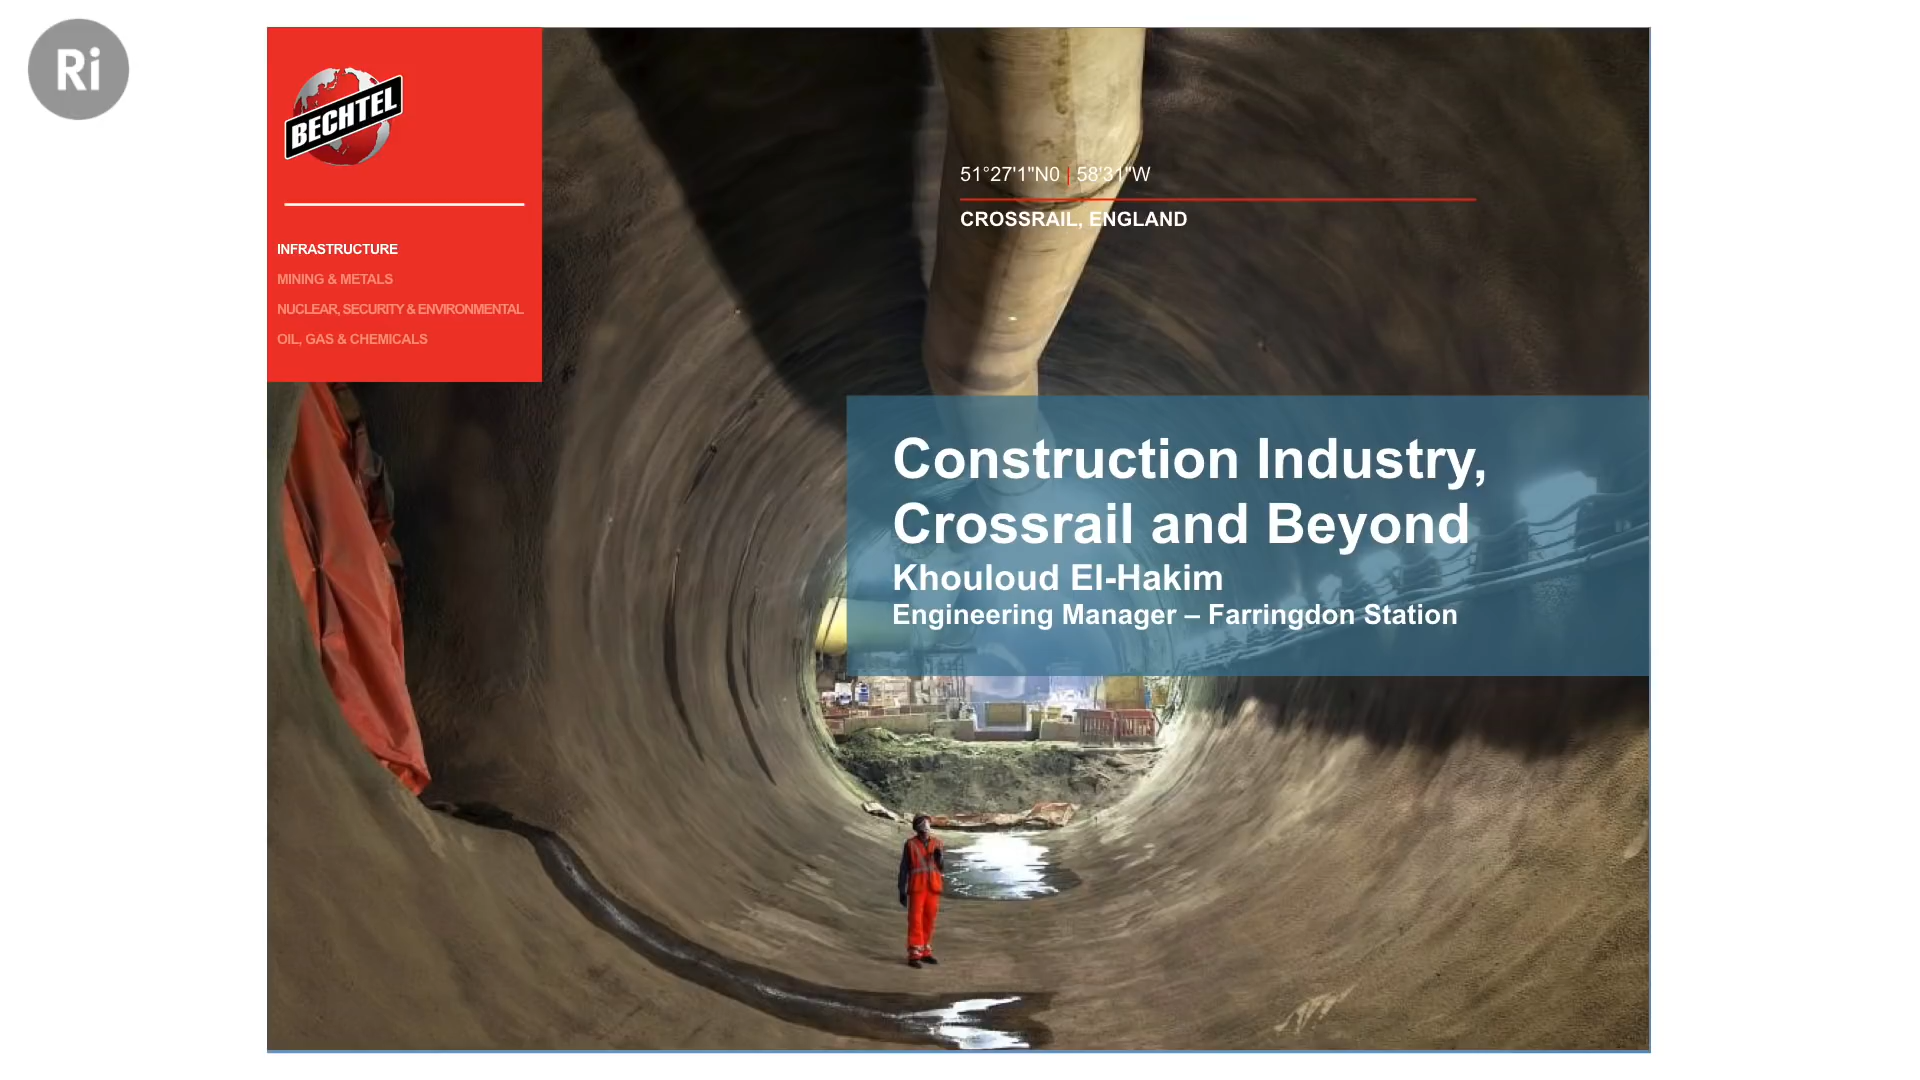 Ri
BECHTEL
INFRASTRUCTURE
MINING & METALS
NUCLEAR, SECURITY & ENVIRONMENTAL
OIL, GAS & CHEMICALS
51°27'1"N0 | 58'31"W
CROSSRAIL, ENGLAND
Construction Industry,
Crossrail and Beyond
Khouloud El-Hakim
Engineering Manager – Farringdon Station